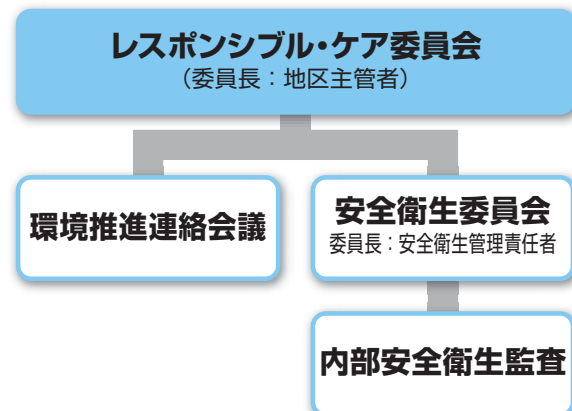 レスポンシブル・ケア委員会
（委員長：地区主管者）
環境推進連絡会議
安全衛生委員会
委員長：安全衛生管理責任者
内部安全衛生監査